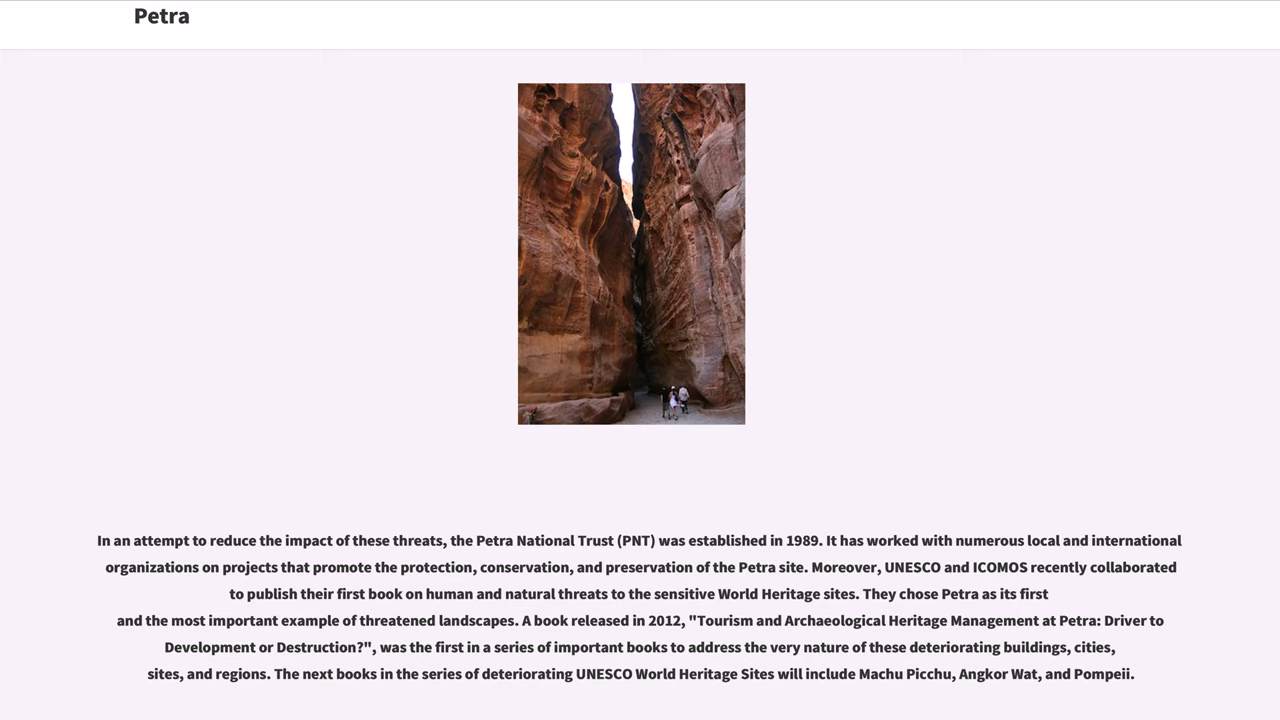 Petra
In an attempt to reduce the impact of these threats, the Petra National Trust (PNT) was established in 1989. It has worked with numerous local and international
organizations on projects that promote the protection, conservation, and preservation of the Petra site. Moreover, UNESCO and ICOMOS recently collaborated
to publish their first book on human and natural threats to the sensitive World Heritage sites. They chose Petra as its first
and the most important example of threatened landscapes. A book released in 2012, "Tourism and Archaeological Heritage Management at Petra: Driver to
Development or Destruction?", was the first in a series of important books to address the very nature of these deteriorating buildings, cities,
sites, and regions. The next books in the series of deteriorating UNESCO World Heritage Sites will include Machu Picchu, Angkor Wat, and Pompeii.